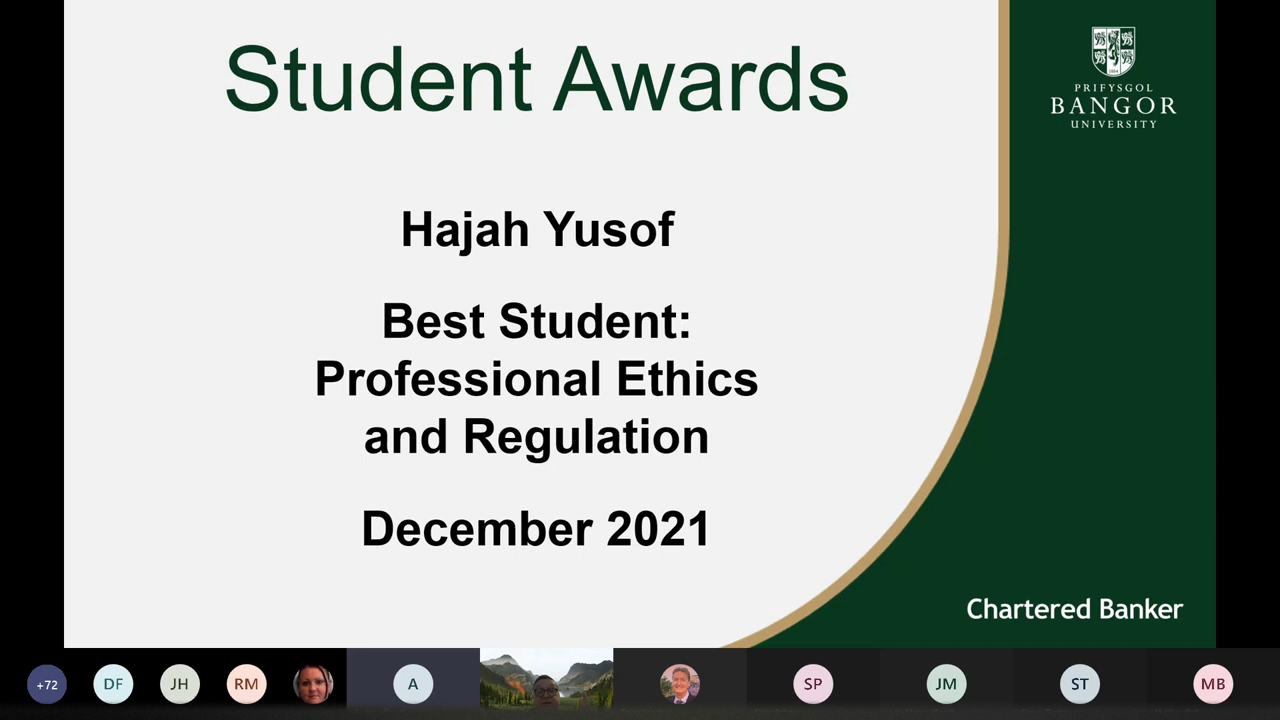 Student Awards
Hajah Yusof
Best Student:
Professional Ethics
and Regulation
December 2021
PRIFYSGOL
BANGOR
UNIVERSITY
Chartered Banker
+72
DF
JH
RM
A
SP
JM
ST
MB